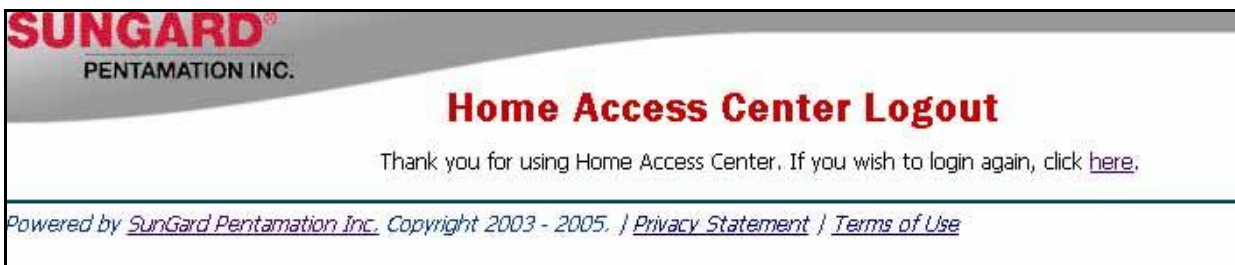 SUNGARD®
PENTAMATION INC.
Home Access Center Logout
Thank you for using Home Access Center. If you wish to login again, click here.
Powered by SunGard Pentamation Inc. Copyright 2003 - 2005. | Privacy Statement | Terms of Use